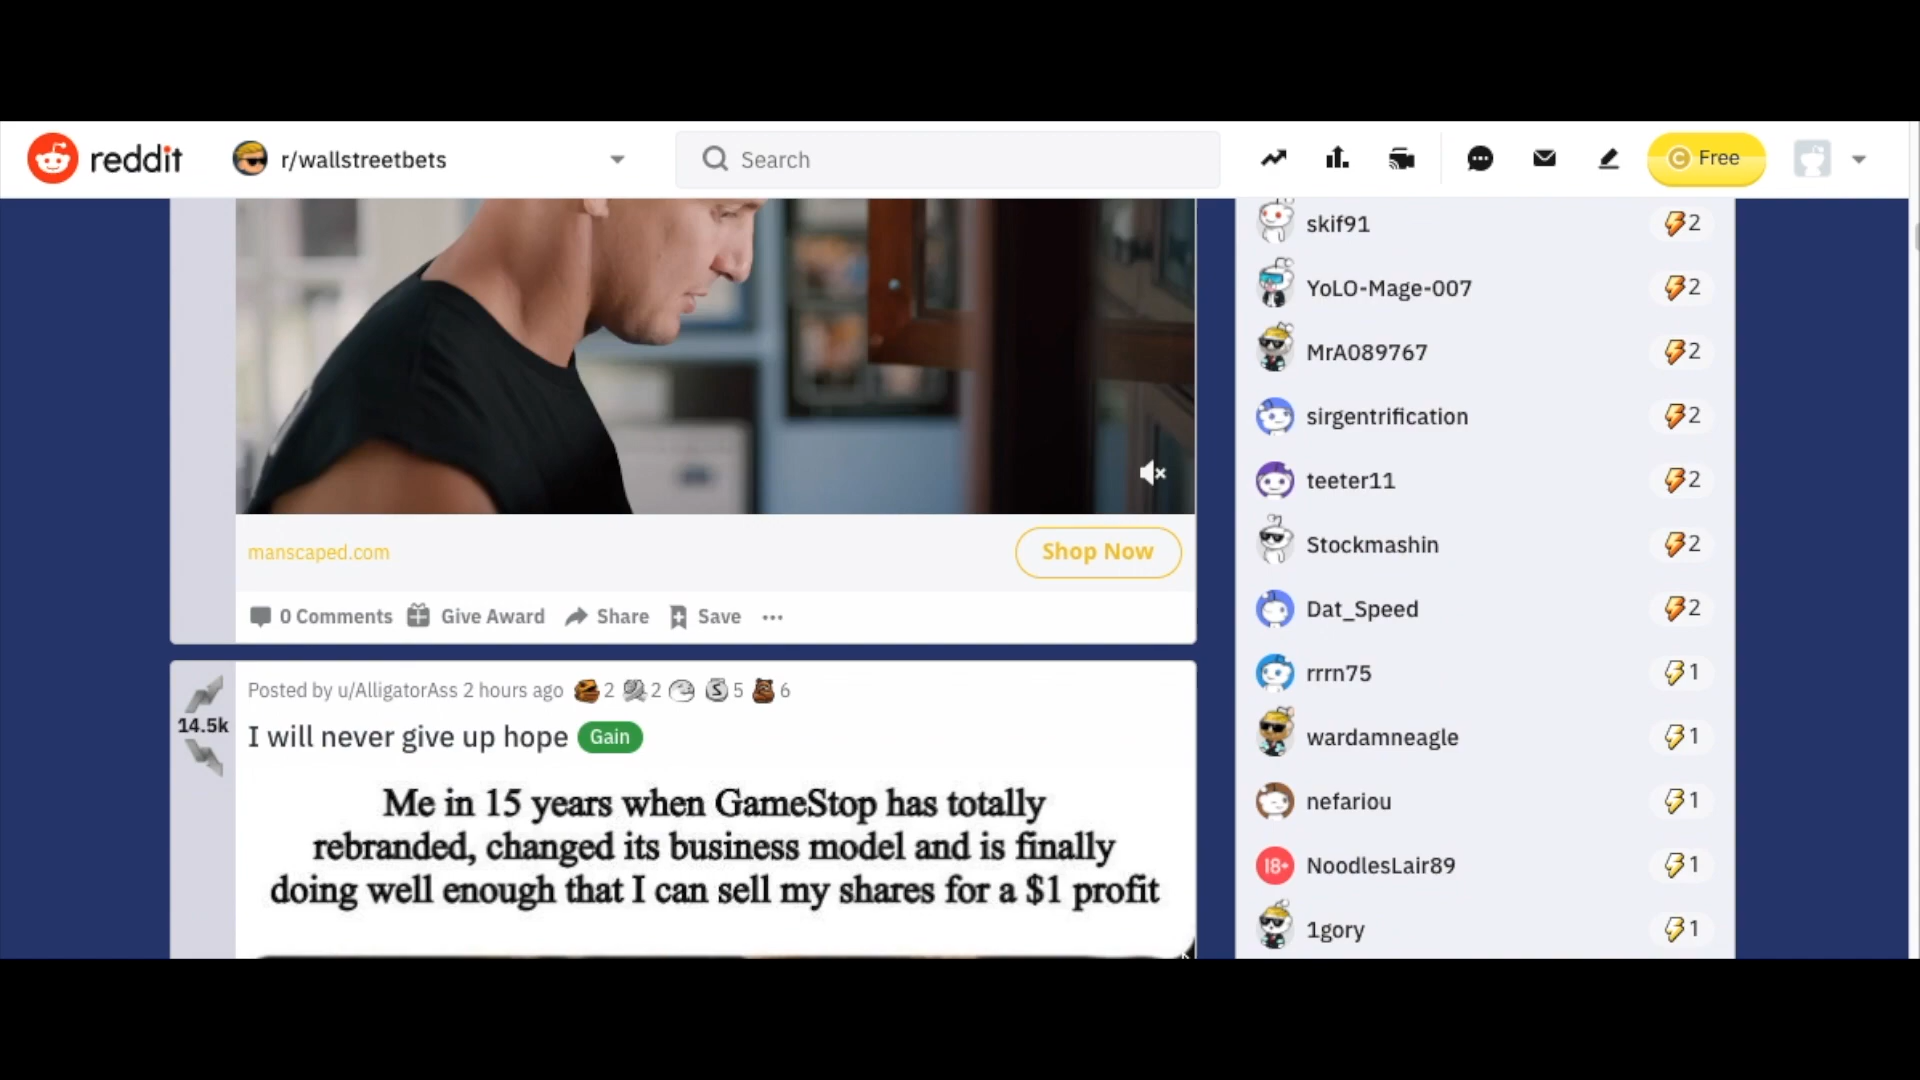 reddit
r/wallstreetbets
Search
Free
manscaped.com
Shop Now
0 Comments Give Award Share Save
Posted by u/AlligatorAss 2 hours ago 2 2 5 6
14.5k
I will never give up hope Gain
Me in 15 years when GameStop has totally
rebranded, changed its business model and is finally
doing well enough that I can sell my shares for a $1 profit
skif91 2
YoLO-Mage-007 2
MrA089767 2
sirgentrification 2
teeter11 2
Stockmashin 2
Dat_Speed 2
rrrn75 1
wardamneagle 1
nefariou 1
18+ NoodlesLair89 1
1gory 1